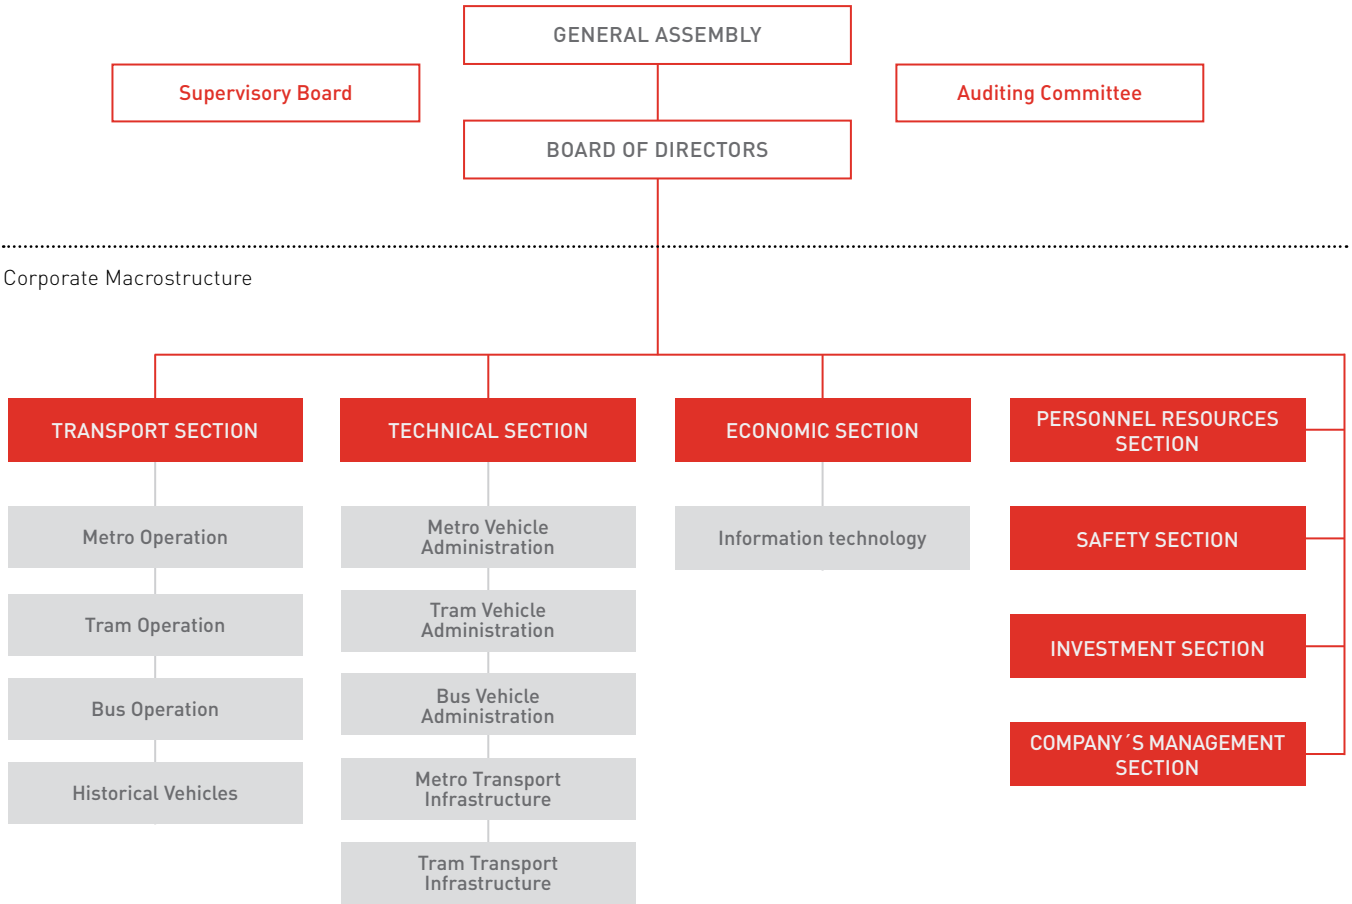 GENERAL ASSEMBLY
Supervisory Board
Auditing Committee
BOARD OF DIRECTORS
Corporate Macrostructure
TRANSPORT SECTION
Metro Operation
Tram Operation
Bus Operation
Historical Vehicles
TECHNICAL SECTION
Metro Vehicle
Administration
Tram Vehicle
Administration
Bus Vehicle
Administration
Metro Transport
Infrastructure
Tram Transport
Infrastructure
ECONOMIC SECTION
Information technology
PERSONNEL RESOURCES
SECTION
SAFETY SECTION
INVESTMENT SECTION
COMPANY´S MANAGEMENT
SECTION